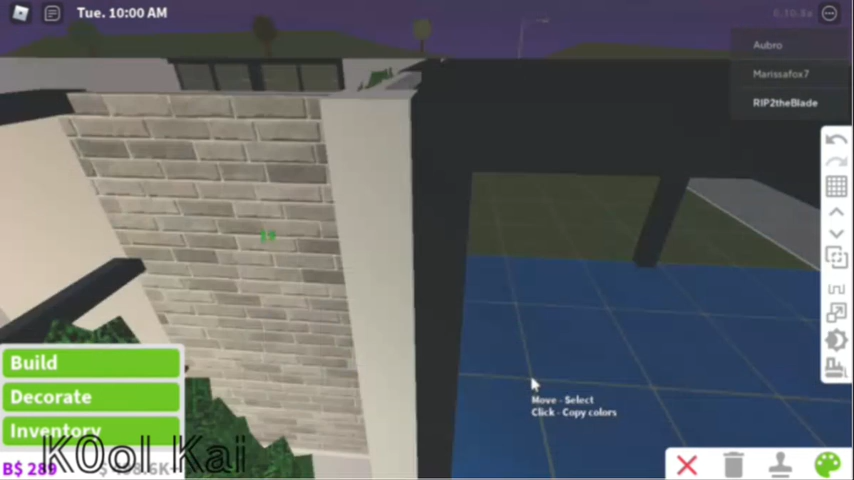 Tue. 10:00 AM
Aubro
Marissafox7
RIP2theBlade
Move - Select
Click - Copy colors
Build
Decorate
Inventory
K0ol Kai
B$ 289